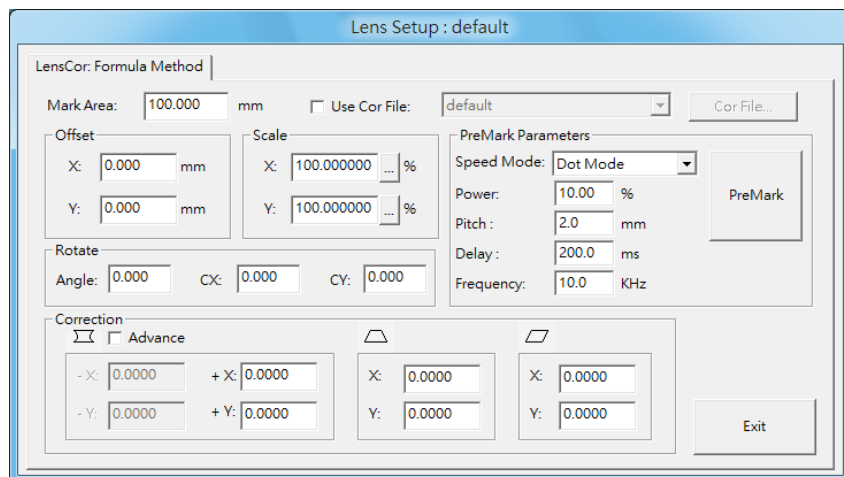 Lens Setup : default
LensCor: Formula Method
Mark Area: 100.000 mm Use Cor File: default Cor File...
Offset
X: 0.000 mm
Y: 0.000 mm
Scale
X: 100.000000 ... %
Y: 100.000000 ... %
PreMark Parameters
Speed Mode: Dot Mode
Power: 10.00 %
Pitch : 2.0 mm
Delay : 200.0 ms
Frequency: 10.0 KHz
PreMark
Rotate
Angle: 0.000 CX: 0.000 CY: 0.000
Correction
Advance
- X: 0.0000 + X: 0.0000
- Y: 0.0000 + Y: 0.0000
X: 0.0000
Y: 0.0000
X: 0.0000
Y: 0.0000
Exit